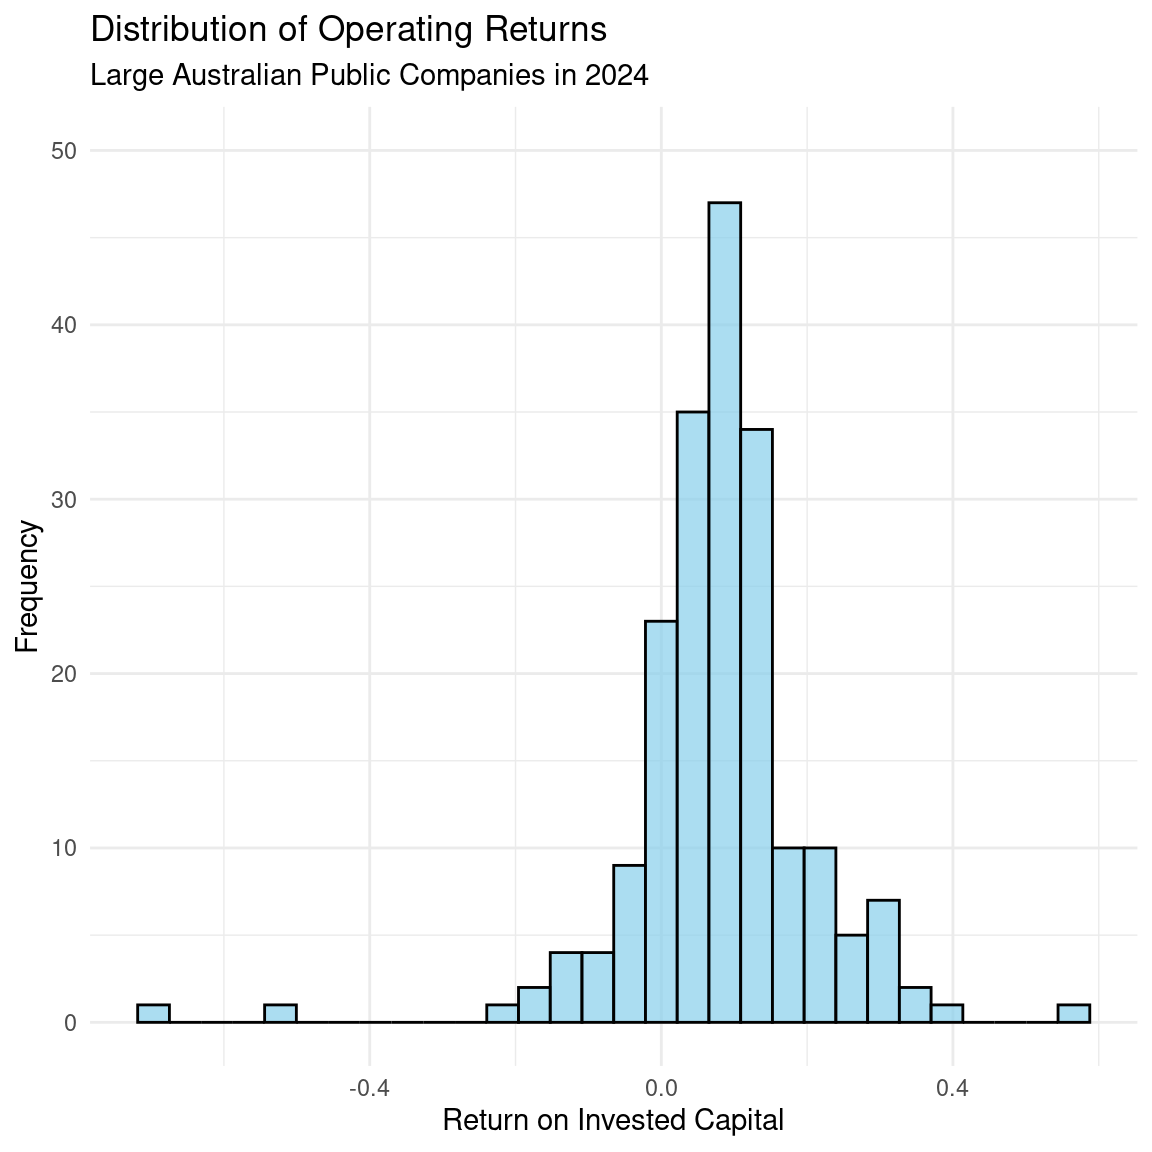 Distribution of Operating Returns
Large Australian Public Companies in 2024
50
40
30
20
10
0
Frequency
-0.4
0.0
0.4
Return on Invested Capital